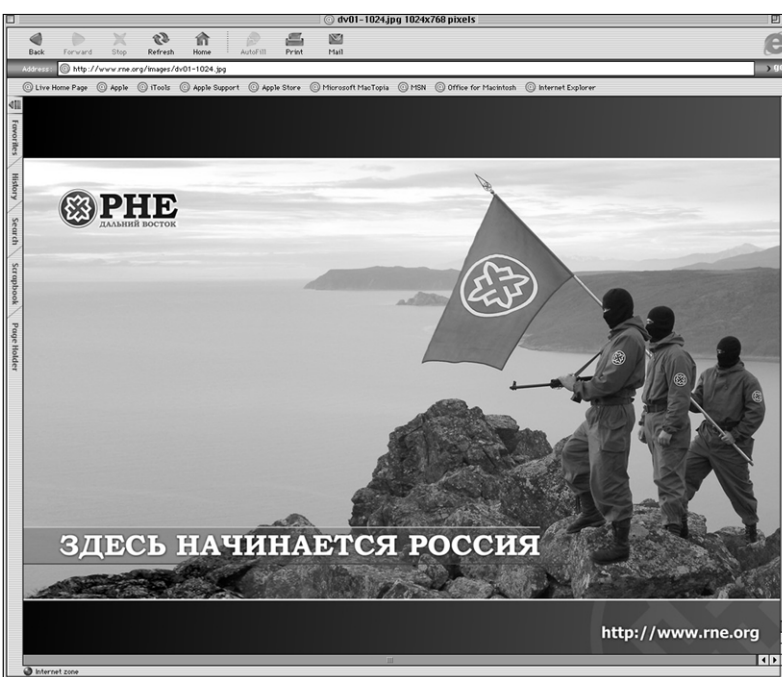 dv01-1024.jpg 1024x768 pixels
Back Forward Stop Refresh Home AutoFill Print Mail
Address: http://www.rne.org/images/dv01-1024.jpg
Live Home Page Apple iTools Apple Support Apple Store Microsoft MacTopia MSN Office for Macintosh Internet Explorer
Favorites
History
Search
Scrapbook
Page Holder
РНЕ
ДАЛЬНИЙ ВОСТОК
ЗДЕСЬ НАЧИНАЕТСЯ РОССИЯ
http://www.rne.org
Internet zone